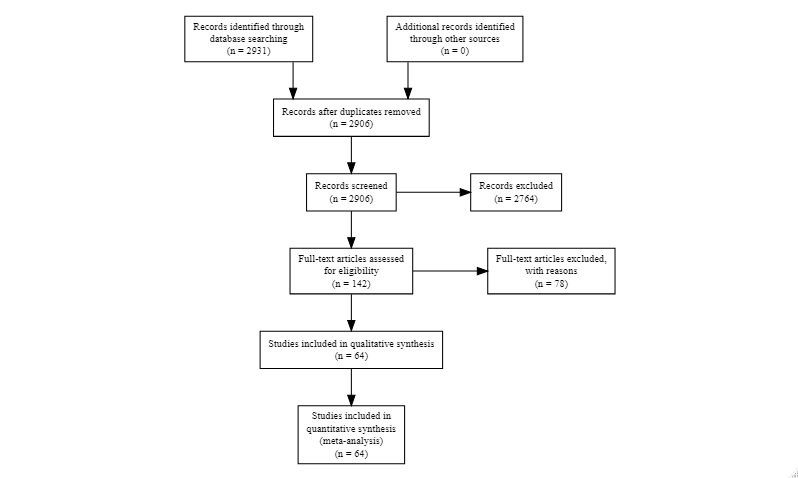 Records identified through
database searching
(n = 2931)
Additional records identified
through other sources
(n = 0)
Records after duplicates removed
(n = 2906)
Records screened
(n = 2906)
Records excluded
(n = 2764)
Full-text articles assessed
for eligibility
(n = 142)
Full-text articles excluded,
with reasons
(n = 78)
Studies included in qualitative synthesis
(n = 64)
Studies included in
quantitative synthesis
(meta-analysis)
(n = 64)